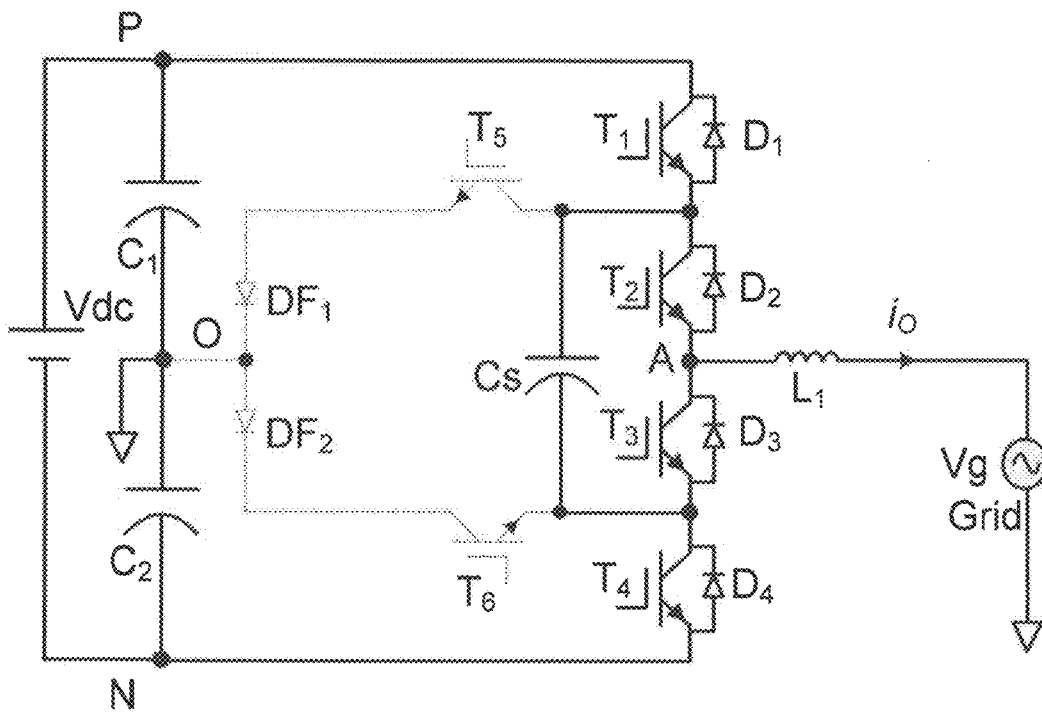 P
T₅
T₁
D₁
C₁
Vdc
O
DF₁
T₂
D₂
Cs
A
i_O
L₁
DF₂
T₃
D₃
Vg
Grid
C₂
T₆
T₄
D₄
N